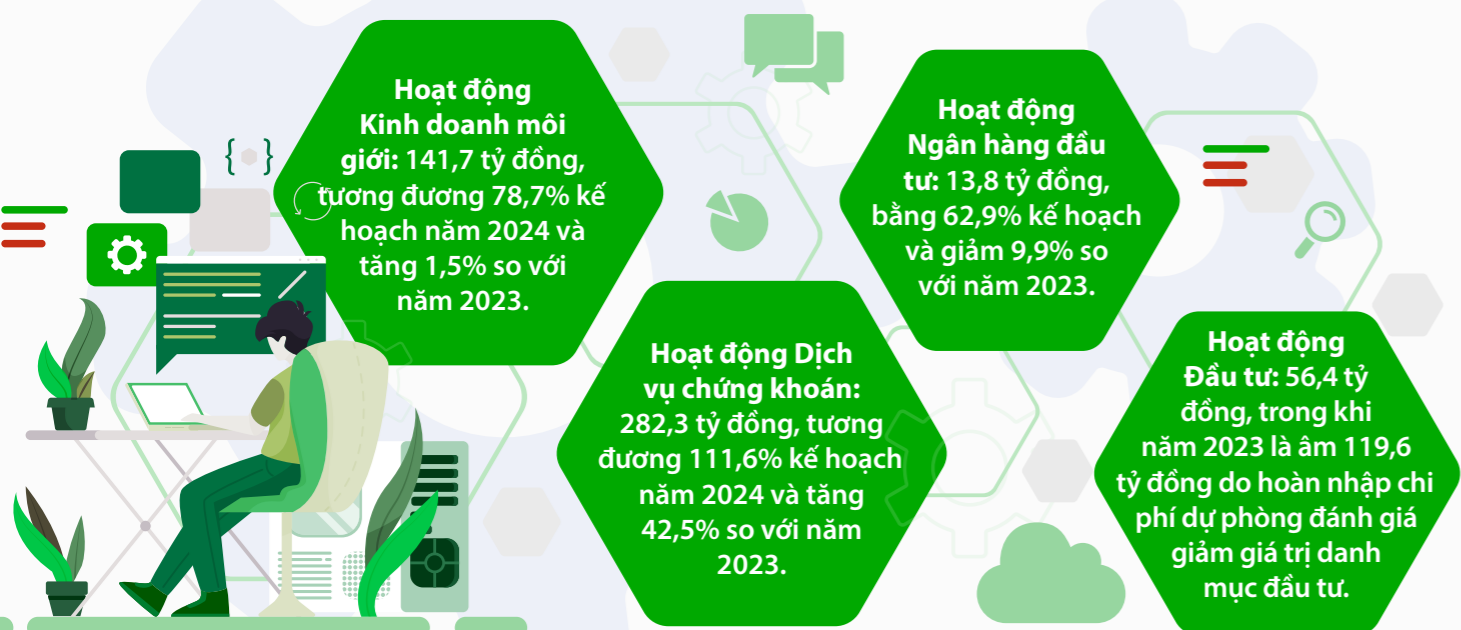 Hoạt động
Kinh doanh môi
giới: 141,7 tỷ đồng,
tương đương 78,7% kế
hoạch năm 2024 và
tăng 1,5% so với
năm 2023.
Hoạt động Dịch
vụ chứng khoán:
282,3 tỷ đồng, tương
đương 111,6% kế hoạch
năm 2024 và tăng
42,5% so với năm
2023.
Hoạt động
Ngân hàng đầu
tư: 13,8 tỷ đồng,
bằng 62,9% kế hoạch
và giảm 9,9% so
với năm 2023.
Hoạt động
Đầu tư: 56,4 tỷ
đồng, trong khi
năm 2023 là âm 119,6
tỷ đồng do hoàn nhập chi
phí dự phòng đánh giá
giảm giá trị danh
mục đầu tư.